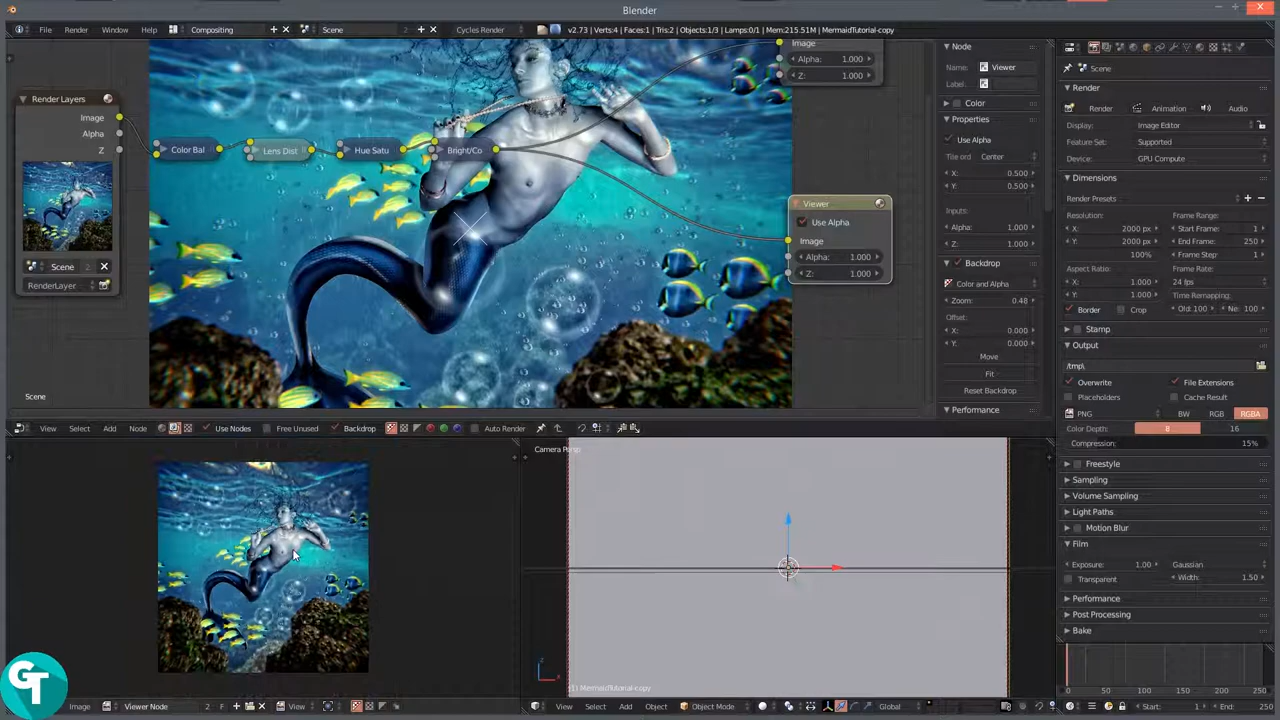 Blender
File
Render
Window
Help
Compositing
Scene
2
Cycles Render
v2.73 | Verts:4 | Faces:1 | Tris:2 | Objects:1/3 | Lamps:0/1 | Mem:215.51M | MermaidTutorial-copy
Render Layers
Image
Alpha
Z
Scene
2
RenderLayer
Color Bal
Lens Dist
Hue Satu
Bright/Co
Image
Alpha: 1.000
Z: 1.000
Viewer
Use Alpha
Image
Alpha: 1.000
Z: 1.000
Scene
Node
Name: Viewer
Label:
Color
Properties
Use Alpha
Tile ord Center
X: 0.500
Y: 0.500
Inputs:
Alpha: 1.000
Z: 1.000
Backdrop
Color and Alpha
Zoom: 0.48
Offset:
X: 0.000
Y: 0.000
Move
Fit
Reset Backdrop
Performance
Scene
Render
Render
Animation
Audio
Display: Image Editor
Feature Set: Supported
Device: GPU Compute
Dimensions
Render Presets
Resolution: Frame Range:
X: 2000 px Start Frame: 1
Y: 2000 px End Frame: 250
100% Frame Step: 1
Aspect Ratio: Frame Rate:
X: 1.000 24 fps
Y: 1.000 Time Remapping:
Border Crop Old: 100 Ne: 100
Stamp
Output
/tmp\
Overwrite File Extensions
Placeholders Cache Result
PNG BW RGB RGBA
Color Depth: 8 16
Compression: 15%
Freestyle
Sampling
Volume Sampling
Light Paths
Motion Blur
Film
Exposure: 1.00 Gaussian
Transparent Width: 1.50
Performance
Post Processing
Bake
View
Select
Add
Node
Use Nodes
Free Unused
Backdrop
Auto Render
Camera Persp
(1) MermaidTutorial-copy
GT
Image
Viewer Node
2
F
View
View
Select
Add
Object
Object Mode
Global
0 50 100 150 200 250
Start: 1
End: 250